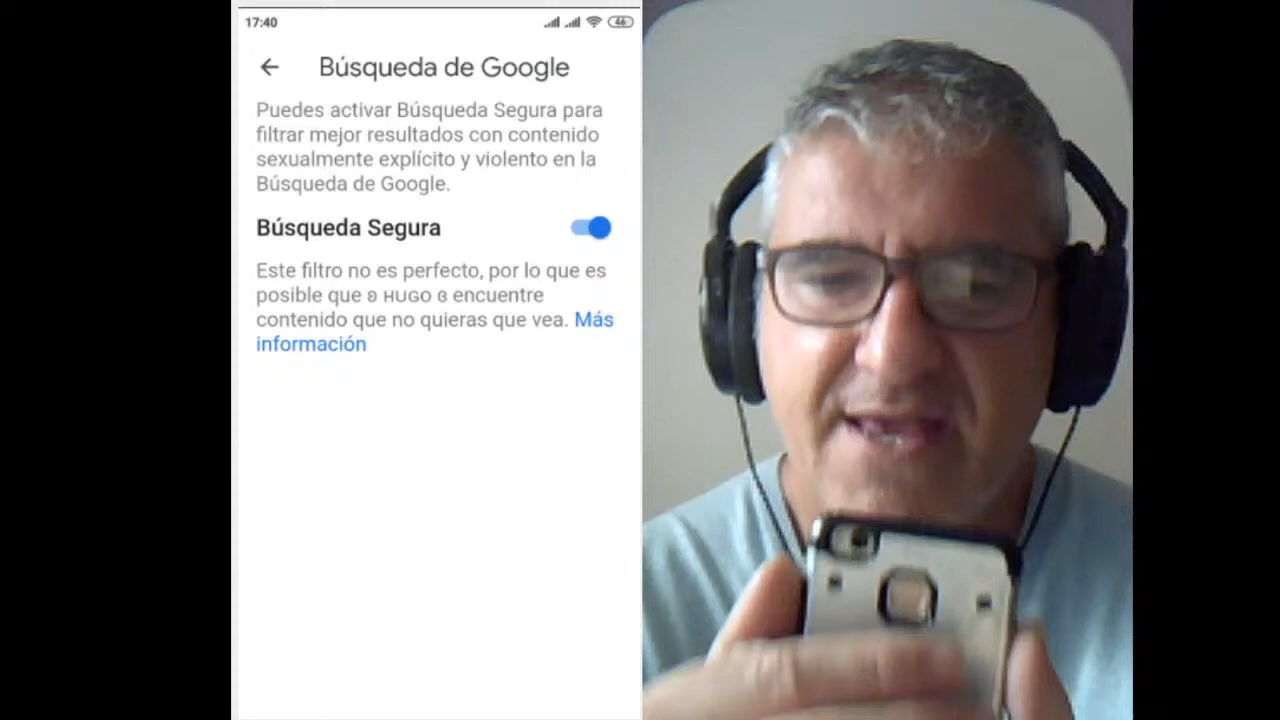 17:40
46
Búsqueda de Google
Puedes activar Búsqueda Segura para
filtrar mejor resultados con contenido
sexualmente explícito y violento en la
Búsqueda de Google.
Búsqueda Segura
Este filtro no es perfecto, por lo que es
posible que ʚ ʜᴜɢᴏ ɞ encuentre
contenido que no quieras que vea. Más
información